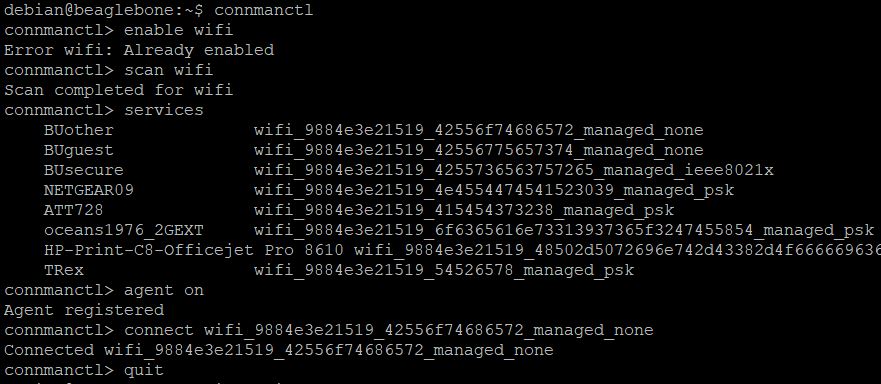 debian@beaglebone:~$ connmanctl
connmanctl> enable wifi
Error wifi: Already enabled
connmanctl> scan wifi
Scan completed for wifi
connmanctl> services
BUother wifi_9884e3e21519_42556f74686572_managed_none
BUguest wifi_9884e3e21519_42556775657374_managed_none
BUsecure wifi_9884e3e21519_4255736563757265_managed_ieee8021x
NETGEAR09 wifi_9884e3e21519_4e4554474541523039_managed_psk
ATT728 wifi_9884e3e21519_415454373238_managed_psk
oceans1976_2GEXT wifi_9884e3e21519_6f6365616e73313937365f3247455854_managed_psk
HP-Print-C8-Officejet Pro 8610 wifi_9884e3e21519_48502d5072696e742d43382d4f666669636
TRex wifi_9884e3e21519_54526578_managed_psk
connmanctl> agent on
Agent registered
connmanctl> connect wifi_9884e3e21519_42556f74686572_managed_none
Connected wifi_9884e3e21519_42556f74686572_managed_none
connmanctl> quit